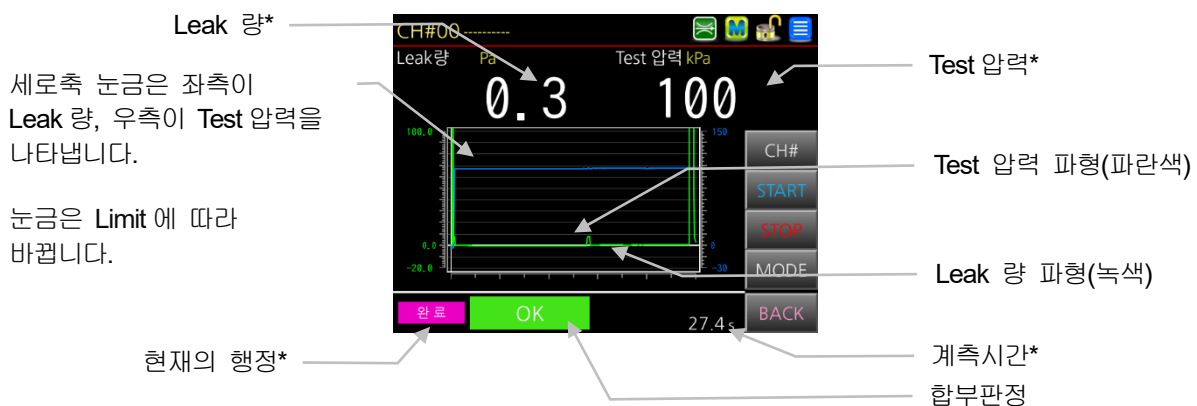 Leak 량*
세로축 눈금은 좌측이
Leak 량, 우측이 Test 압력을
나타냅니다.
눈금은 Limit 에 따라
바뀝니다.
현재의 행정*
CH#00----------
Leak량 Pa Test 압력 kPa
0.3 100
100.0 150
0.0 0
-20.0 -30
CH#
START
STOP
MODE
BACK
완료 OK 27.4 s
Test 압력*
Test 압력 파형(파란색)
Leak 량 파형(녹색)
계측시간*
합부판정